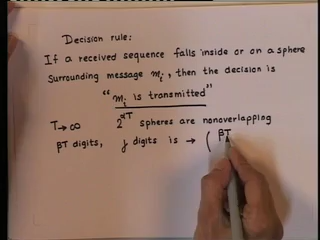 Decision rule:
If a received sequence falls inside or on a sphere
surrounding message mᵢ, then the decision is
“mᵢ is transmitted”
T→∞ 2^αT spheres are nonoverlapping
βT digits, j digits is → ( βT